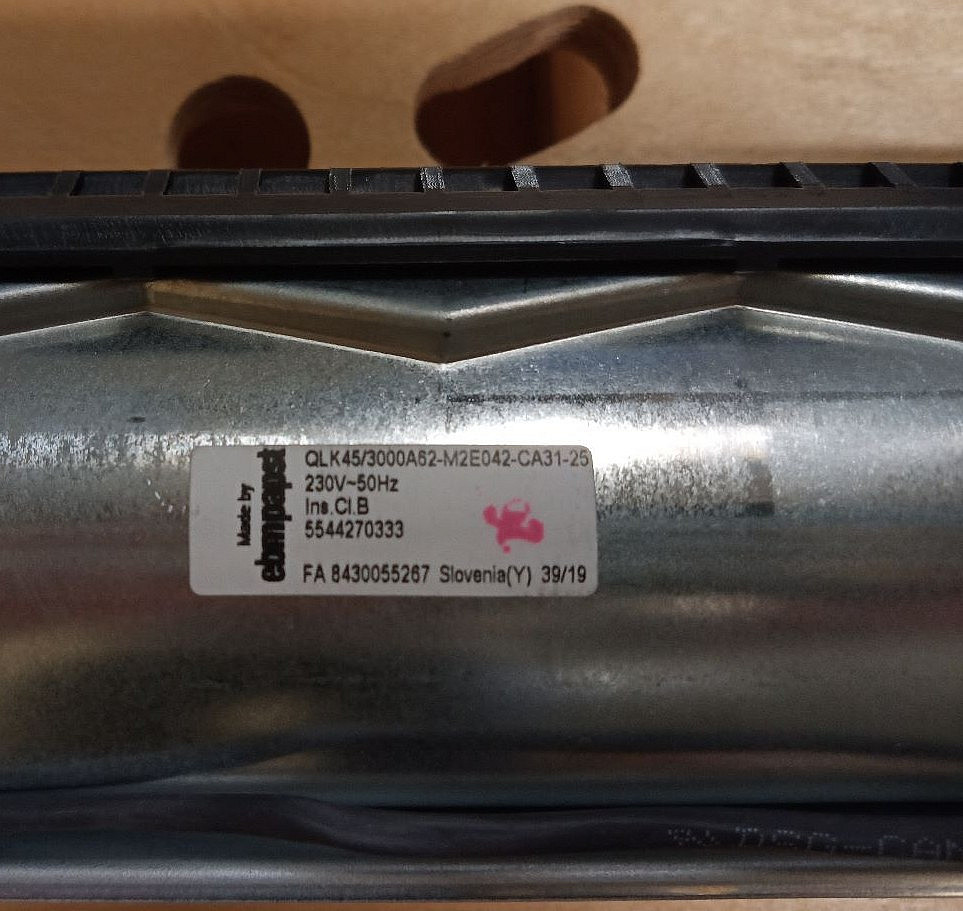 Made by
ebmpapst
QLK45/3000A62-M2E042-CA31-25
230V~50Hz
Ins.Cl.B
5544270333
FA 8430055267 Slovenia(Y) 39/19